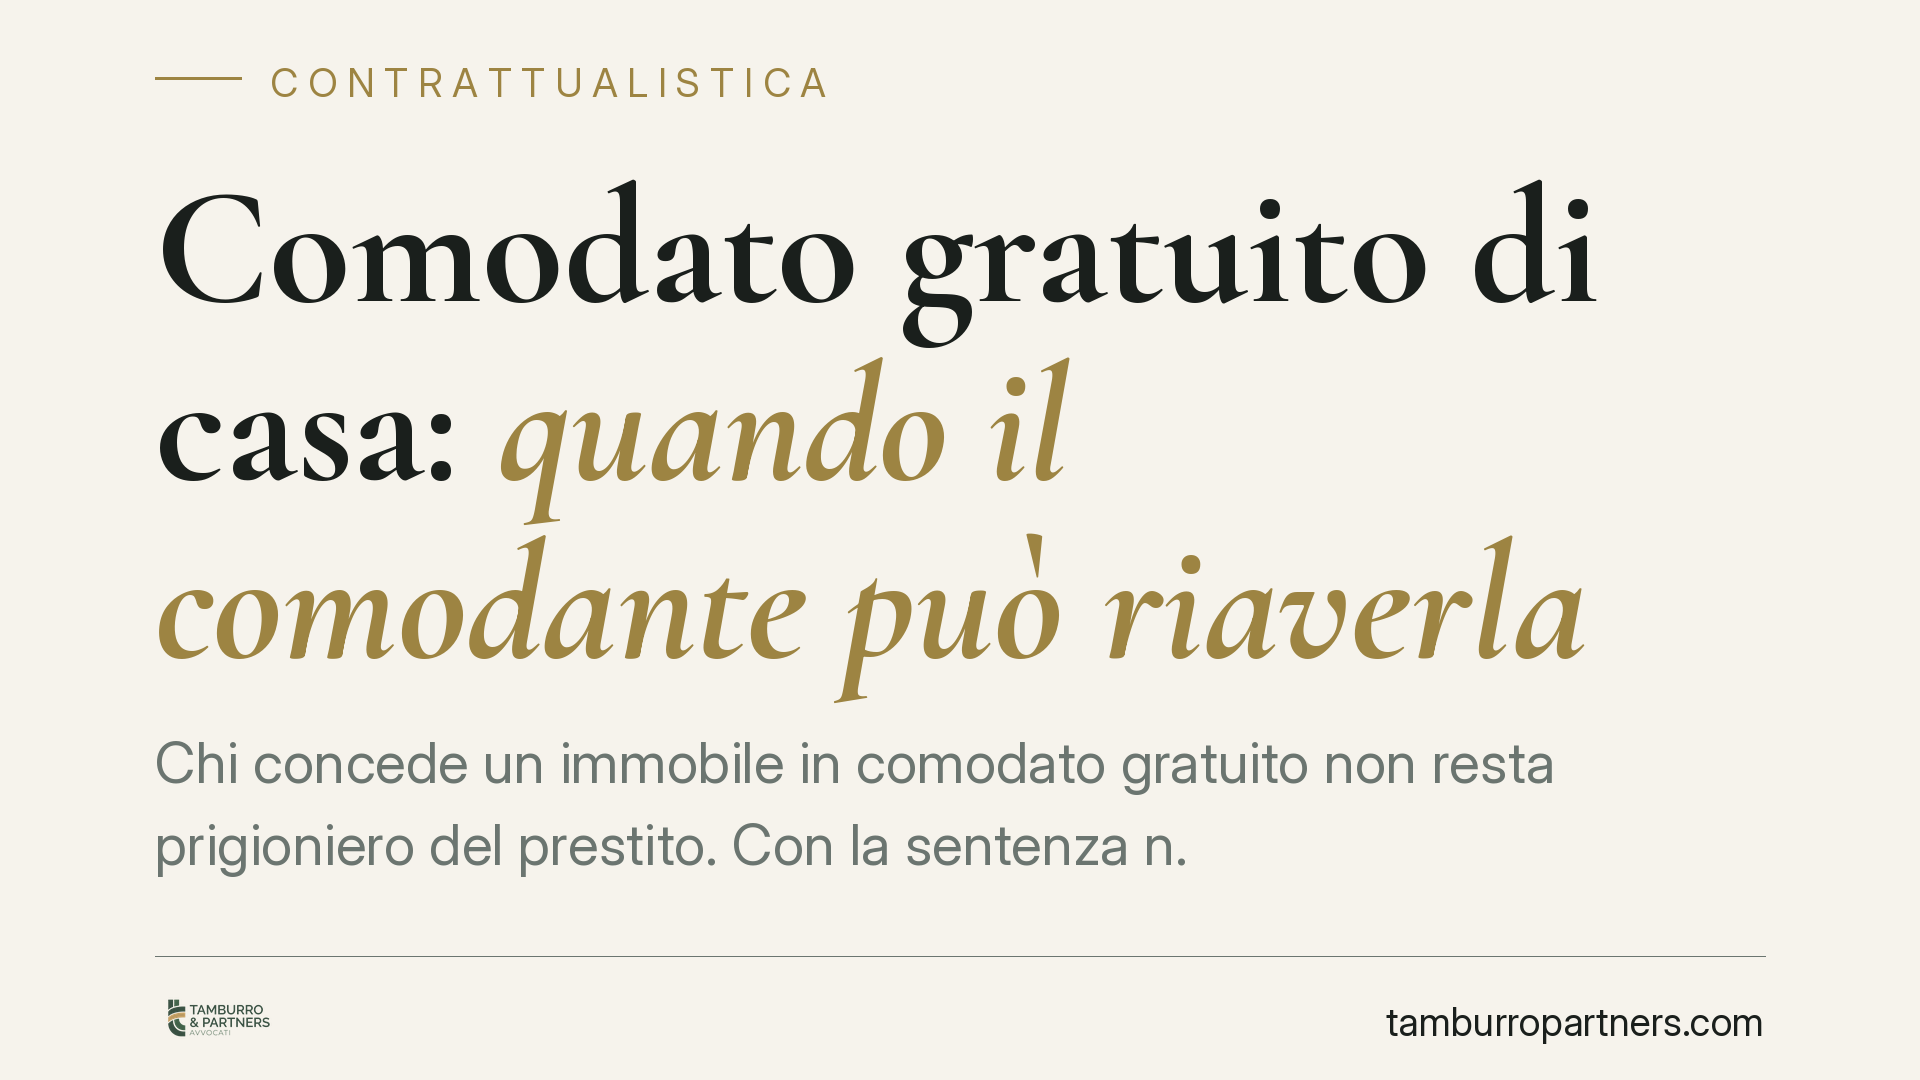 CONTRATTUALISTICA
Comodato gratuito di
casa: quando il
comodante può riaverla
Chi concede un immobile in comodato gratuito non resta
prigioniero del prestito. Con la sentenza n.
TAMBURRO
& PARTNERS
AVVOCATI
tamburropartners.com